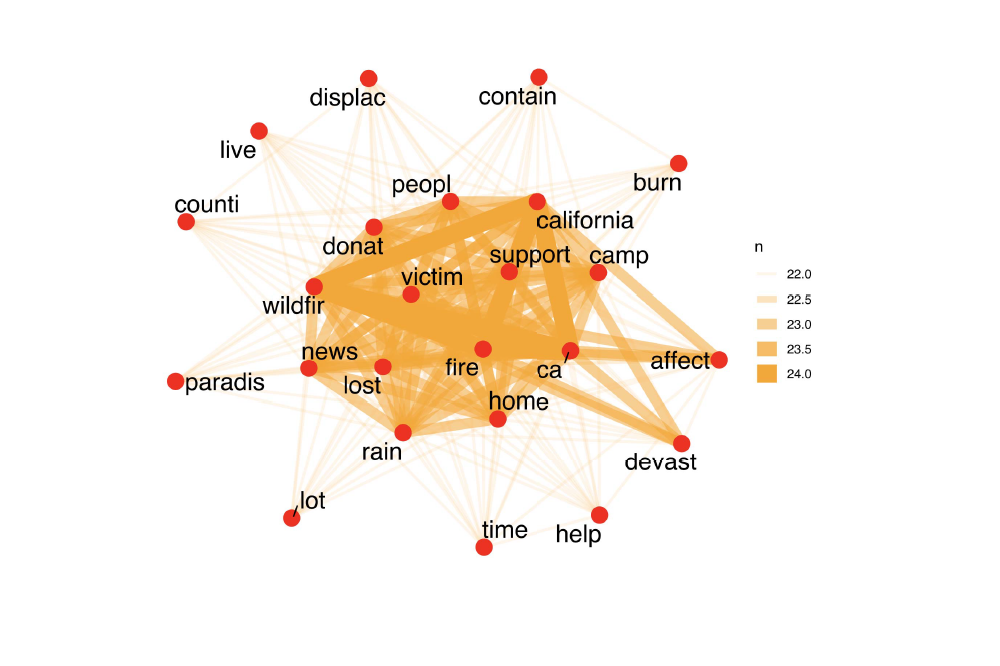 displac
contain
live
burn
peopl
counti
california
donat
support
camp
victim
wildfir
news
lost
fire
ca
affect
paradis
home
rain
devast
lot
time
help
n
22.0
22.5
23.0
23.5
24.0